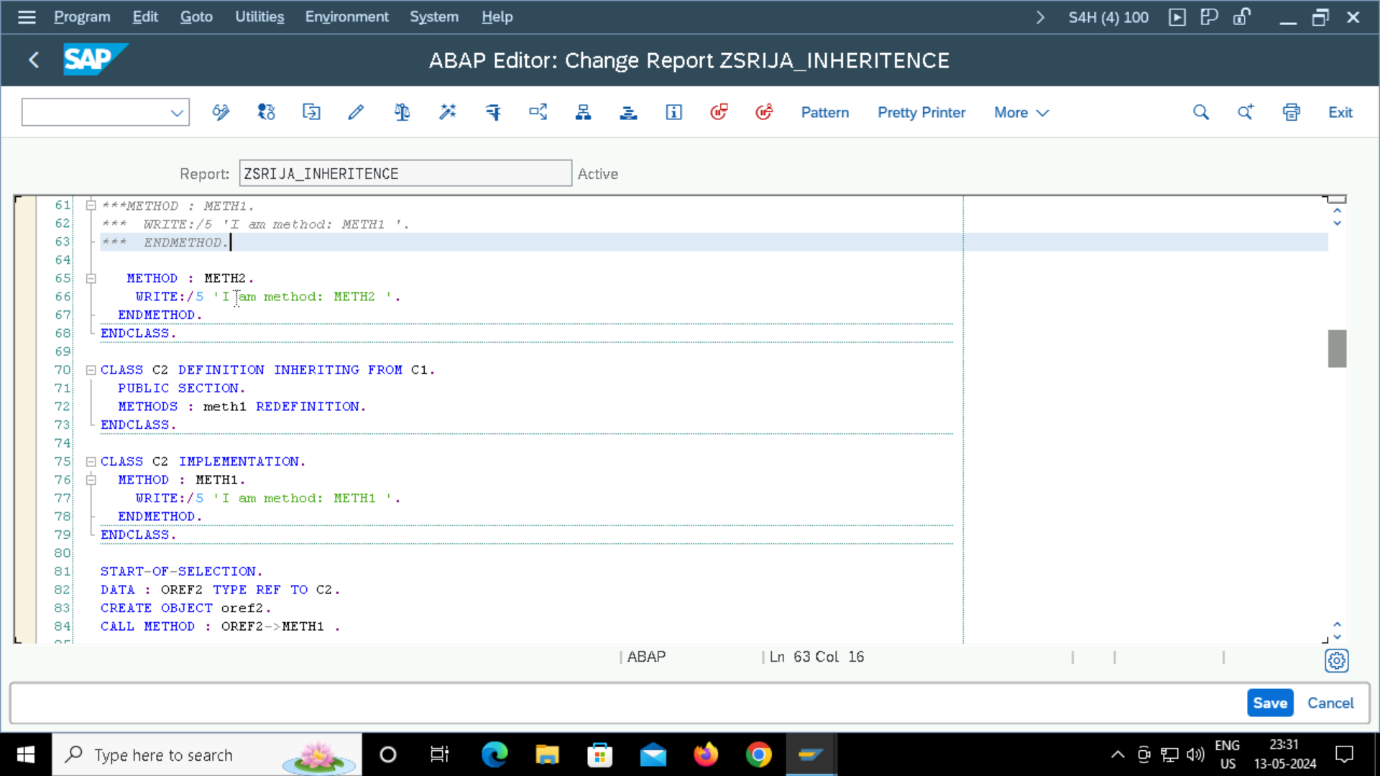 Program Edit Goto Utilities Environment System Help S4H (4) 100
SAP ABAP Editor: Change Report ZSRIJA_INHERITENCE
Pattern Pretty Printer More Exit
Report: ZSRIJA_INHERITENCE Active
61 ***METHOD : METH1.
62 *** WRITE:/5 'I am method: METH1 '.
63 *** ENDMETHOD.
64
65 METHOD : METH2.
66 WRITE:/5 'I am method: METH2 '.
67 ENDMETHOD.
68 ENDCLASS.
69
70 CLASS C2 DEFINITION INHERITING FROM C1.
71 PUBLIC SECTION.
72 METHODS : meth1 REDEFINITION.
73 ENDCLASS.
74
75 CLASS C2 IMPLEMENTATION.
76 METHOD : METH1.
77 WRITE:/5 'I am method: METH1 '.
78 ENDMETHOD.
79 ENDCLASS.
80
81 START-OF-SELECTION.
82 DATA : OREF2 TYPE REF TO C2.
83 CREATE OBJECT oref2.
84 CALL METHOD : OREF2->METH1 .
ABAP Ln 63 Col 16
Save Cancel
Type here to search
ENG 23:31
US 13-05-2024